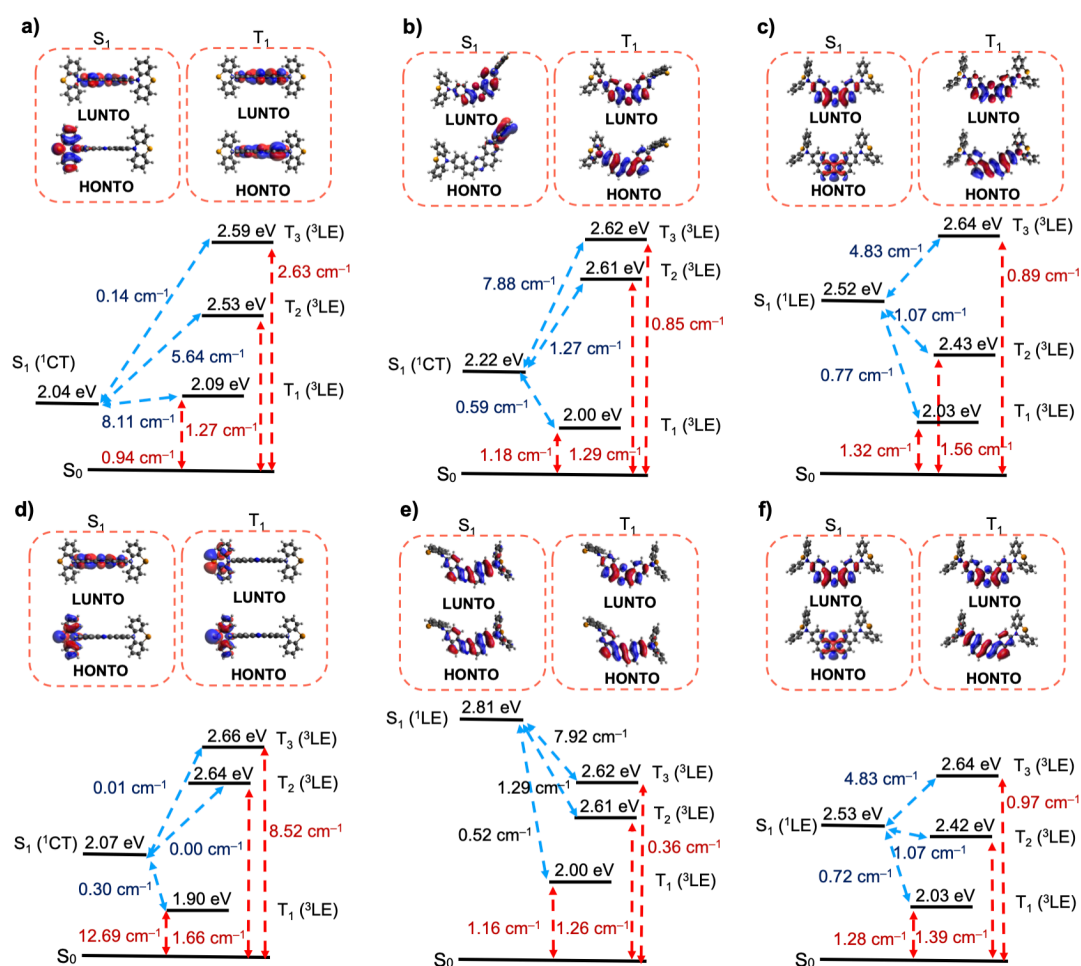 a)
S₁
T₁
LUNTO
LUNTO
HONTO
HONTO
2.59 eV
T₃ (³LE)
2.63 cm⁻¹
0.14 cm⁻¹
2.53 eV
T₂ (³LE)
5.64 cm⁻¹
S₁ (¹CT)
2.04 eV
2.09 eV
T₁ (³LE)
8.11 cm⁻¹
1.27 cm⁻¹
0.94 cm⁻¹
S₀
b)
S₁
T₁
LUNTO
LUNTO
HONTO
HONTO
2.62 eV
T₃ (³LE)
7.88 cm⁻¹
2.61 eV
T₂ (³LE)
0.85 cm⁻¹
1.27 cm⁻¹
S₁ (¹CT)
2.22 eV
0.59 cm⁻¹
2.00 eV
T₁ (³LE)
1.18 cm⁻¹
1.29 cm⁻¹
S₀
c)
S₁
T₁
LUNTO
LUNTO
HONTO
HONTO
2.64 eV
T₃ (³LE)
4.83 cm⁻¹
0.89 cm⁻¹
S₁ (¹LE)
2.52 eV
1.07 cm⁻¹
2.43 eV
T₂ (³LE)
0.77 cm⁻¹
2.03 eV
T₁ (³LE)
1.32 cm⁻¹
1.56 cm⁻¹
S₀
d)
S₁
T₁
LUNTO
LUNTO
HONTO
HONTO
2.66 eV
T₃ (³LE)
2.64 eV
T₂ (³LE)
0.01 cm⁻¹
8.52 cm⁻¹
S₁ (¹CT)
2.07 eV
0.00 cm⁻¹
0.30 cm⁻¹
1.90 eV
T₁ (³LE)
12.69 cm⁻¹
1.66 cm⁻¹
S₀
e)
S₁
T₁
LUNTO
LUNTO
HONTO
HONTO
S₁ (¹LE)
2.81 eV
7.92 cm⁻¹
2.62 eV
T₃ (³LE)
1.29 cm⁻¹
2.61 eV
T₂ (³LE)
0.52 cm⁻¹
0.36 cm⁻¹
2.00 eV
T₁ (³LE)
1.16 cm⁻¹
1.26 cm⁻¹
S₀
f)
S₁
T₁
LUNTO
LUNTO
HONTO
HONTO
2.64 eV
T₃ (³LE)
4.83 cm⁻¹
0.97 cm⁻¹
S₁ (¹LE)
2.53 eV
2.42 eV
T₂ (³LE)
1.07 cm⁻¹
0.72 cm⁻¹
2.03 eV
T₁ (³LE)
1.28 cm⁻¹
1.39 cm⁻¹
S₀